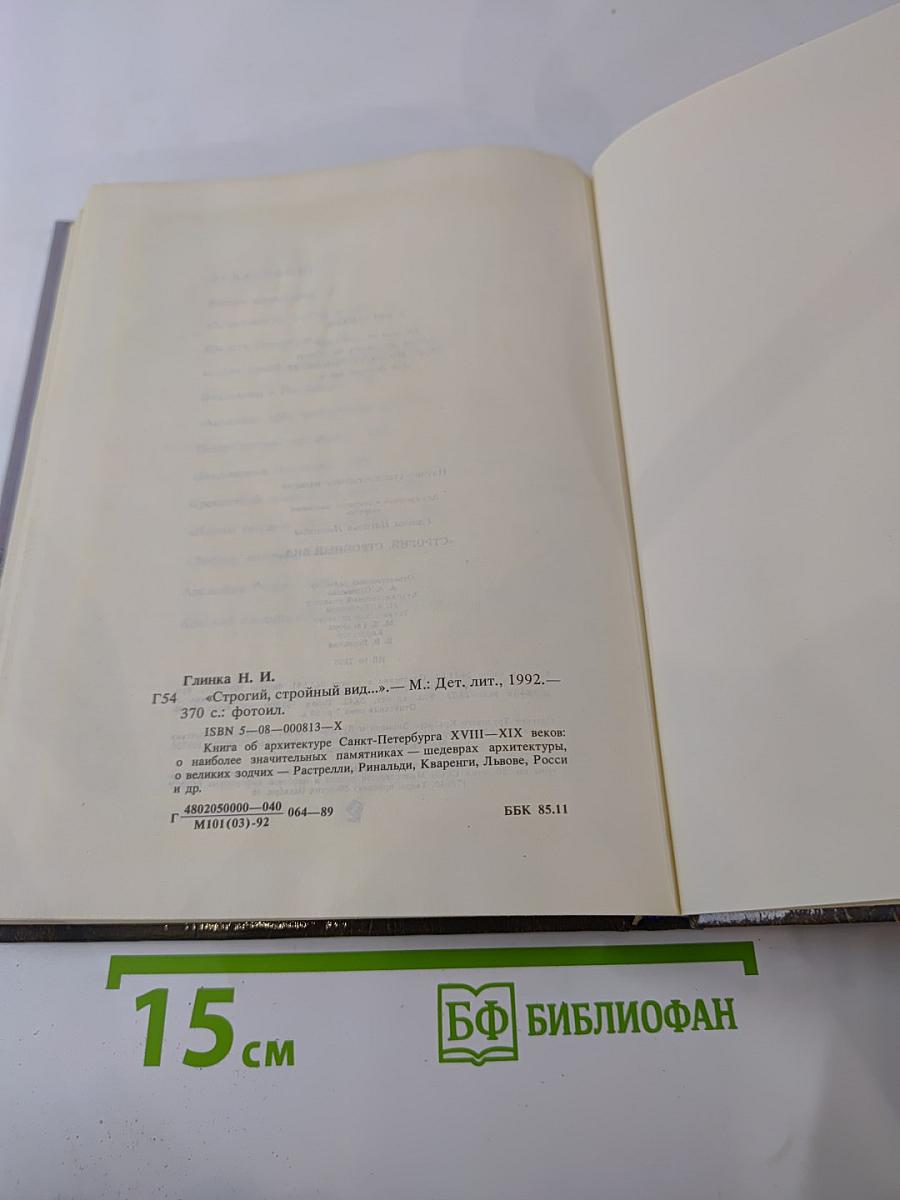 Глинка Н. И.
Г54 «Строгий, стройный вид...».— М.: Дет. лит., 1992.—
370 с.: фотоил.
ISBN 5—08—000813—X
Книга об архитектуре Санкт-Петербурга XVIII—XIX веков:
о наиболее значительных памятниках — шедеврах архитектуры,
о великих зодчих — Растрелли, Ринальди, Кваренги, Львове, Росси
и др.
Г 4802050000—040 064—89
М101(03)-92
ББК 85.11
15 см
БФ БИБЛИОФАН